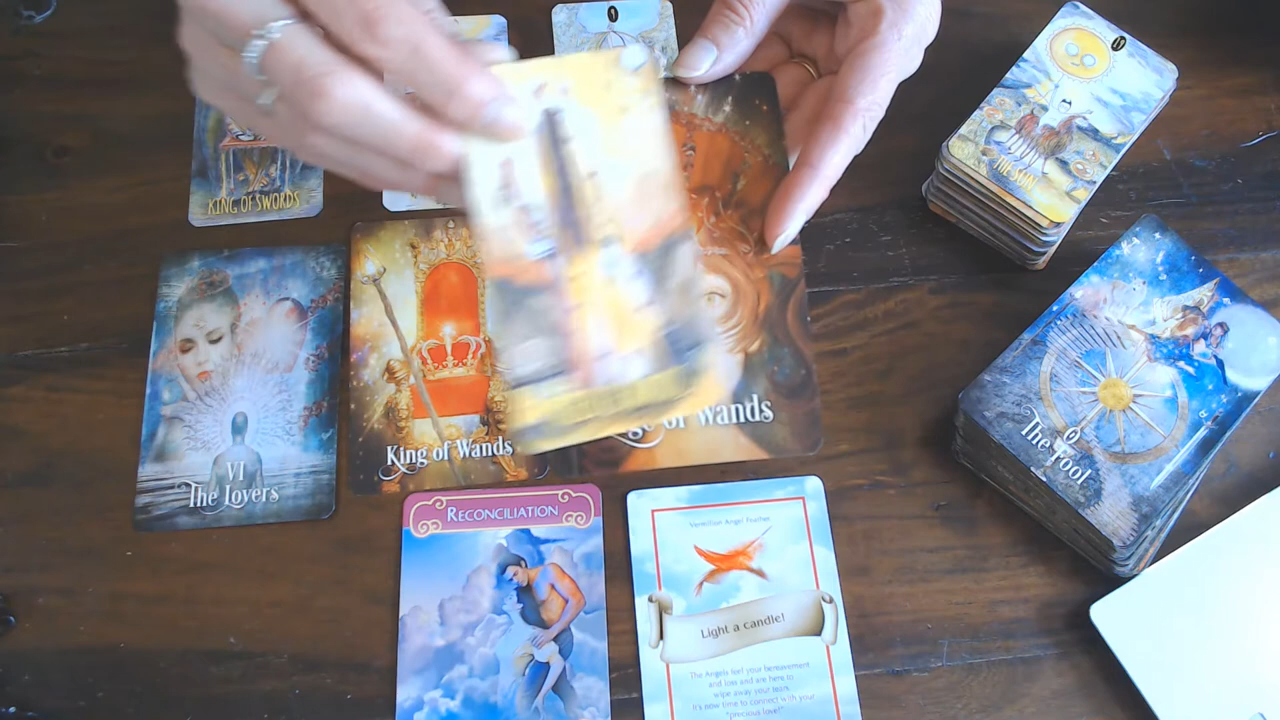 KING OF SWORDS
THE SUN
VI
The Lovers
King of Wands
of Wands
0
The Fool
RECONCILIATION
Vermilion Angel Feather
Light a candle!
The Angels feel your bereavement
and loss and are here to
wipe away your tears.
It's now time to connect with your
"precious love!"